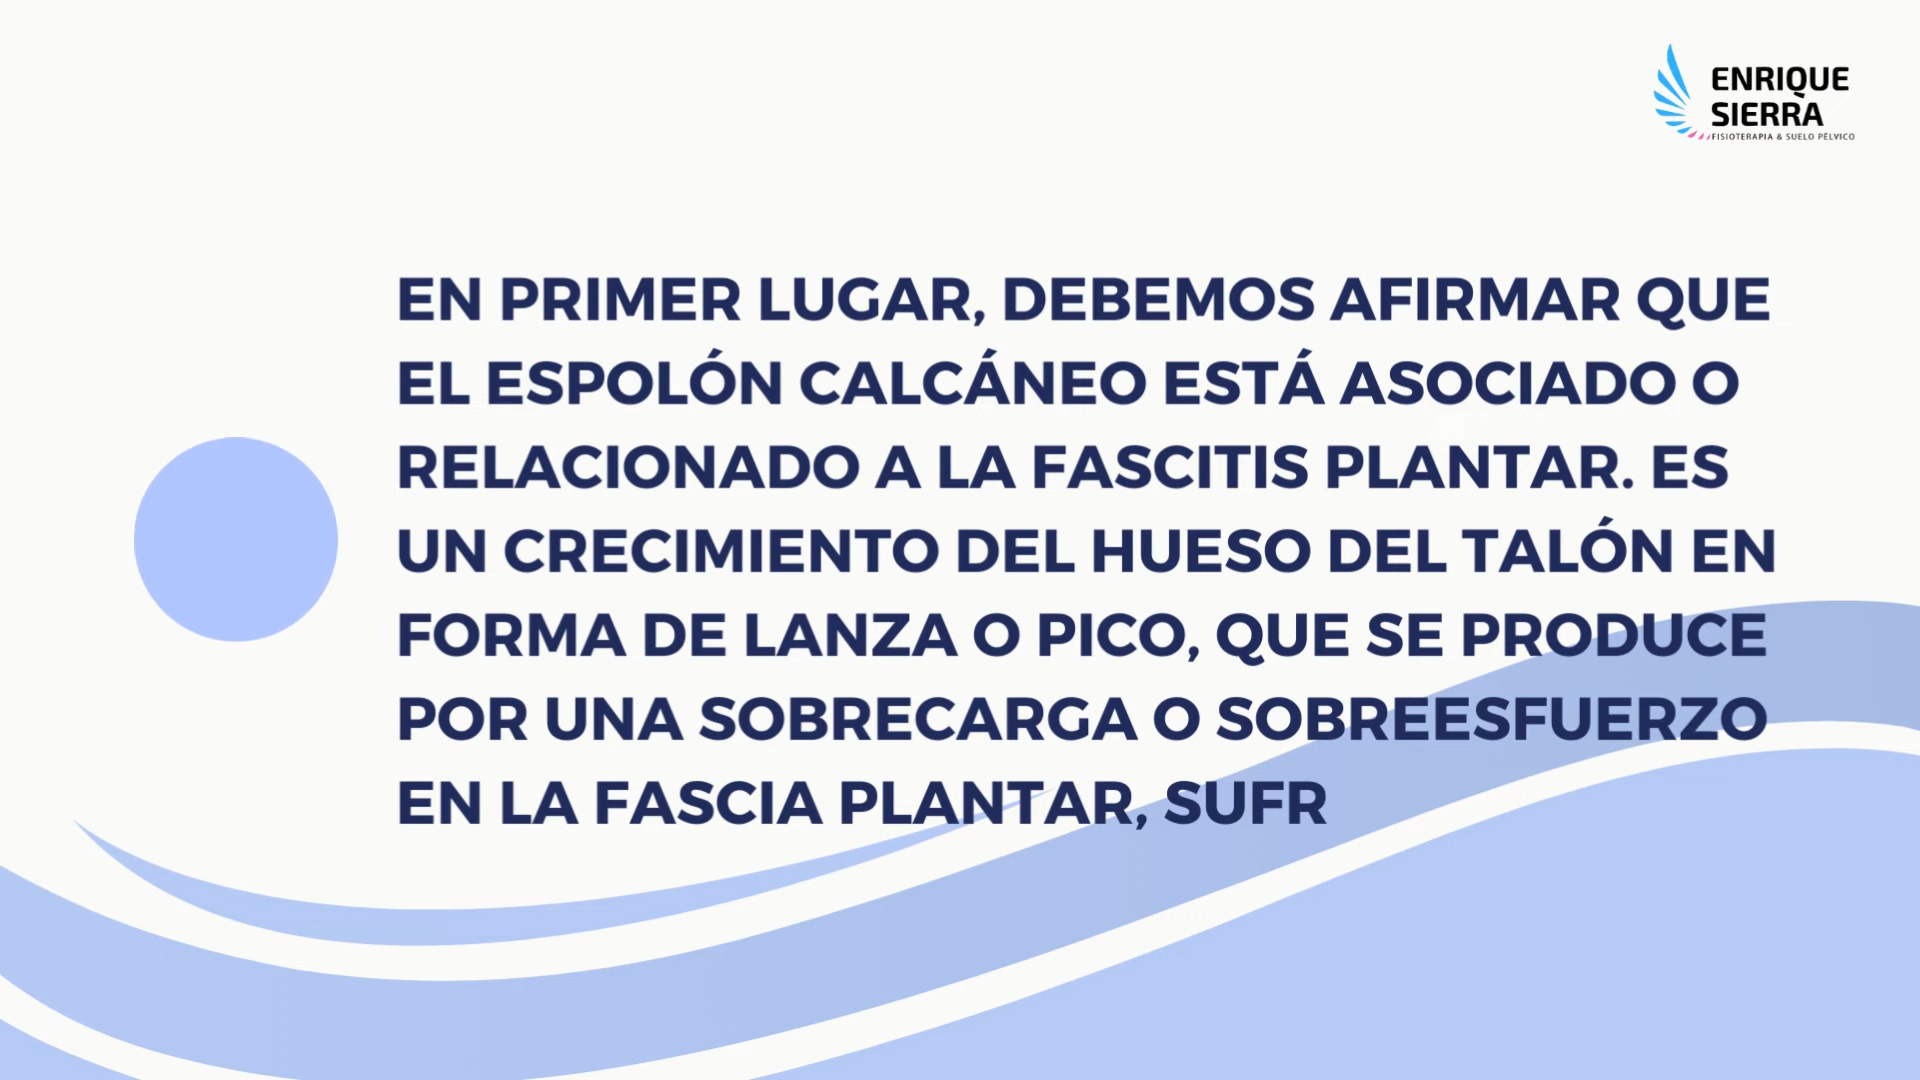 ENRIQUE
SIERRA
FISIOTERAPIA & SUELO PÉLVICO
EN PRIMER LUGAR, DEBEMOS AFIRMAR QUE
EL ESPOLÓN CALCÁNEO ESTÁ ASOCIADO O
RELACIONADO A LA FASCITIS PLANTAR. ES
UN CRECIMIENTO DEL HUESO DEL TALÓN EN
FORMA DE LANZA O PICO, QUE SE PRODUCE
POR UNA SOBRECARGA O SOBREESFUERZO
EN LA FASCIA PLANTAR, SUFR